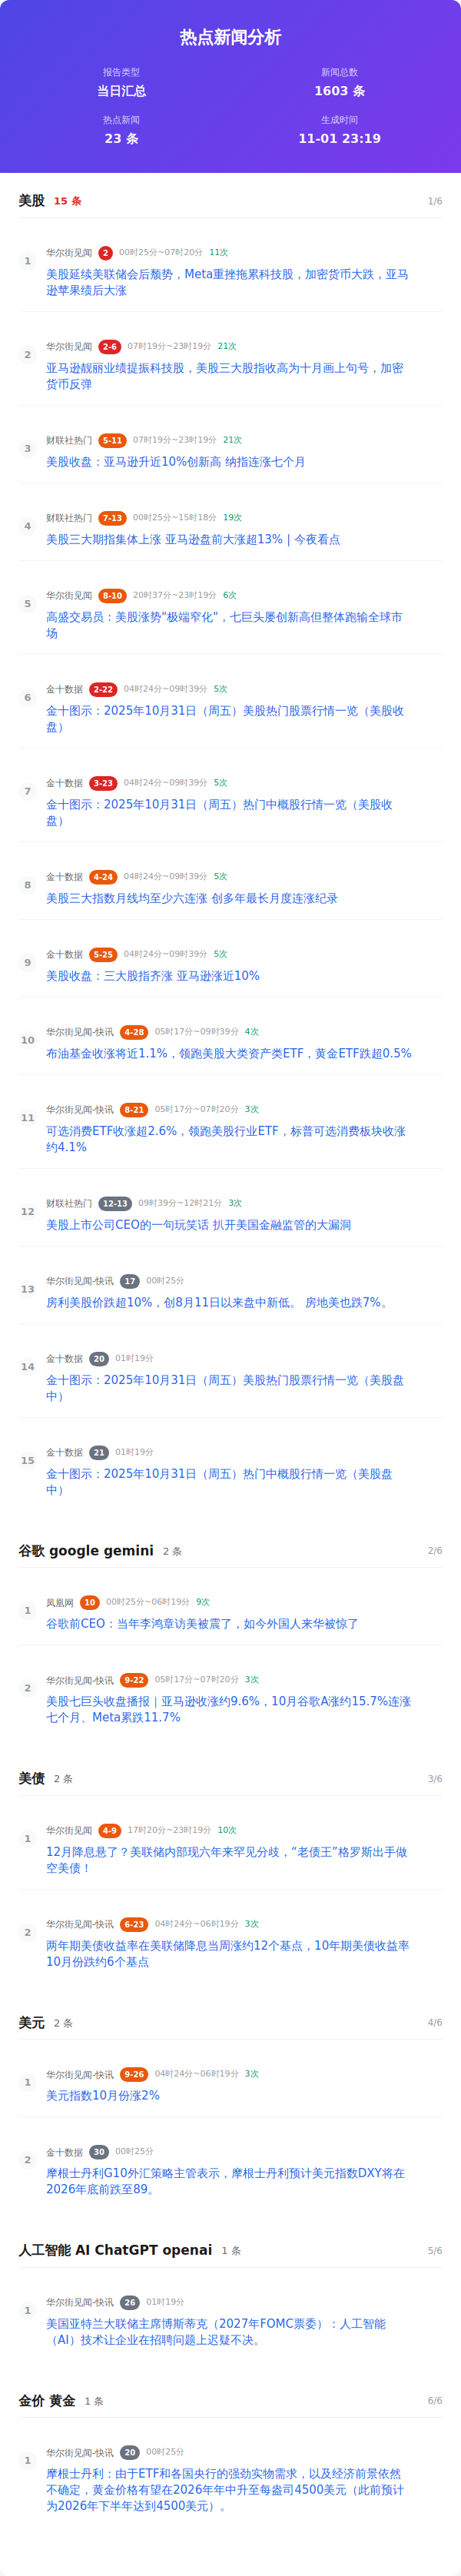 热点新闻分析
报告类型
当日汇总
新闻总数
1603 条
热点新闻
23 条
生成时间
11-01 23:19
美股 15 条 1/6
1 华尔街见闻 2 00时25分~07时20分 11次
美股延续美联储会后颓势，Meta重挫拖累科技股，加密货币大跌，亚马
逊苹果绩后大涨
2 华尔街见闻 2-6 07时19分~23时19分 21次
亚马逊靓丽业绩提振科技股，美股三大股指收高为十月画上句号，加密
货币反弹
3 财联社热门 5-11 07时19分~23时19分 21次
美股收盘：亚马逊升近10%创新高 纳指连涨七个月
4 财联社热门 7-13 00时25分~15时18分 19次
美股三大期指集体上涨 亚马逊盘前大涨超13% | 今夜看点
5 华尔街见闻 8-10 20时37分~23时19分 6次
高盛交易员：美股涨势"极端窄化"，七巨头屡创新高但整体跑输全球市
场
6 金十数据 2-22 04时24分~09时39分 5次
金十图示：2025年10月31日（周五）美股热门股票行情一览（美股收
盘）
7 金十数据 3-23 04时24分~09时39分 5次
金十图示：2025年10月31日（周五）热门中概股行情一览（美股收
盘）
8 金十数据 4-24 04时24分~09时39分 5次
美股三大指数月线均至少六连涨 创多年最长月度连涨纪录
9 金十数据 5-25 04时24分~09时39分 5次
美股收盘：三大股指齐涨 亚马逊涨近10%
10 华尔街见闻-快讯 4-28 05时17分~09时39分 4次
布油基金收涨将近1.1%，领跑美股大类资产类ETF，黄金ETF跌超0.5%
11 华尔街见闻-快讯 8-21 05时17分~07时20分 3次
可选消费ETF收涨超2.6%，领跑美股行业ETF，标普可选消费板块收涨
约4.1%
12 财联社热门 12-13 09时39分~12时21分 3次
美股上市公司CEO的一句玩笑话 扒开美国金融监管的大漏洞
13 华尔街见闻-快讯 17 00时25分
房利美股价跌超10%，创8月11日以来盘中新低。 房地美也跌7%。
14 金十数据 20 01时19分
金十图示：2025年10月31日（周五）美股热门股票行情一览（美股盘
中）
15 金十数据 21 01时19分
金十图示：2025年10月31日（周五）热门中概股行情一览（美股盘
中）
谷歌 google gemini 2 条 2/6
1 凤凰网 10 00时25分~06时19分 9次
谷歌前CEO：当年李鸿章访美被震了，如今外国人来华被惊了
2 华尔街见闻-快讯 9-22 05时17分~07时20分 3次
美股七巨头收盘播报｜亚马逊收涨约9.6%，10月谷歌A涨约15.7%连涨
七个月、Meta累跌11.7%
美债 2 条 3/6
1 华尔街见闻 4-9 17时20分~23时19分 10次
12月降息悬了？美联储内部现六年来罕见分歧，“老债王”格罗斯出手做
空美债！
2 华尔街见闻-快讯 6-23 04时24分~06时19分 3次
两年期美债收益率在美联储降息当周涨约12个基点，10年期美债收益率
10月份跌约6个基点
美元 2 条 4/6
1 华尔街见闻-快讯 9-26 04时24分~06时19分 3次
美元指数10月份涨2%
2 金十数据 30 00时25分
摩根士丹利G10外汇策略主管表示，摩根士丹利预计美元指数DXY将在
2026年底前跌至89。
人工智能 AI ChatGPT openai 1 条 5/6
1 华尔街见闻-快讯 26 01时19分
美国亚特兰大联储主席博斯蒂克（2027年FOMC票委）：人工智能
（AI）技术让企业在招聘问题上迟疑不决。
金价 黄金 1 条 6/6
1 华尔街见闻-快讯 20 00时25分
摩根士丹利：由于ETF和各国央行的强劲实物需求，以及经济前景依然
不确定，黄金价格有望在2026年年中升至每盎司4500美元（此前预计
为2026年下半年达到4500美元）。